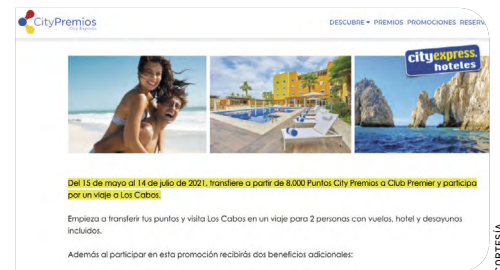 CityPremios
City Express
DESCUBRE PREMIOS PROMOCIONES RESERV
cityexpress.
hoteles
Del 15 de mayo al 14 de julio de 2021, transfiere a partir de 8,000 Puntos City Premios a Club Premier y participa
por un viaje a Los Cabos.
Empieza a transferir tus puntos y visita Los Cabos en un viaje para 2 personas con vuelos, hotel y desayunos
incluidos.
Además al participar en esta promoción recibirás dos beneficios adicionales:
CORTESÍA